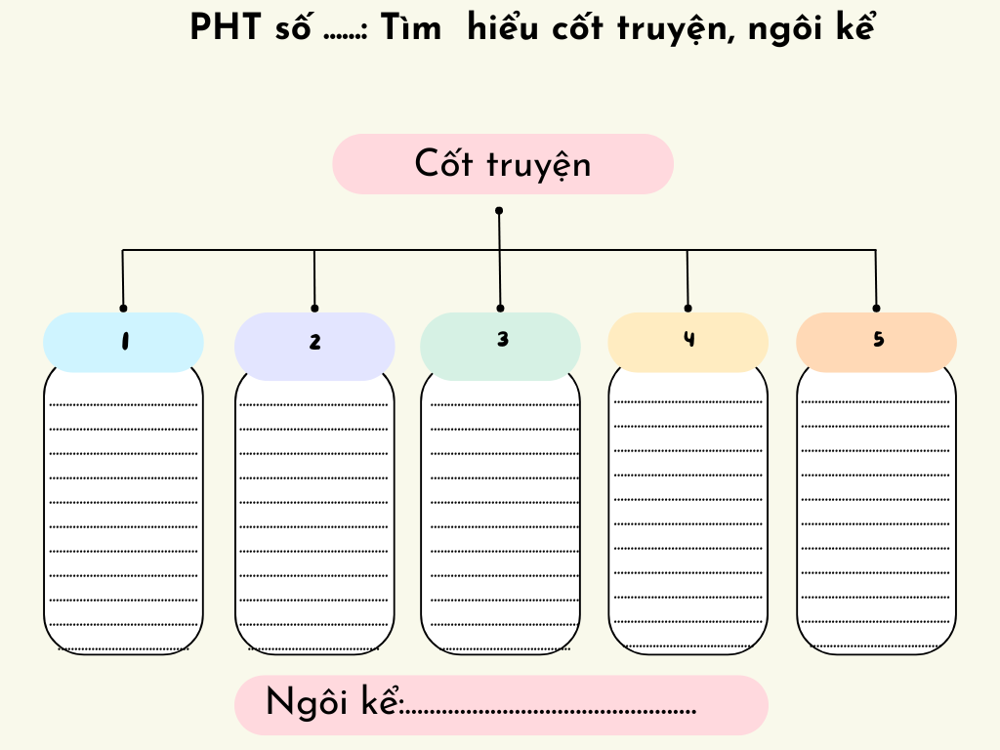 PHT số ......: Tìm hiểu cốt truyện, ngôi kể
Cốt truyện
1 2 3 4 5
Ngôi kể:................................................